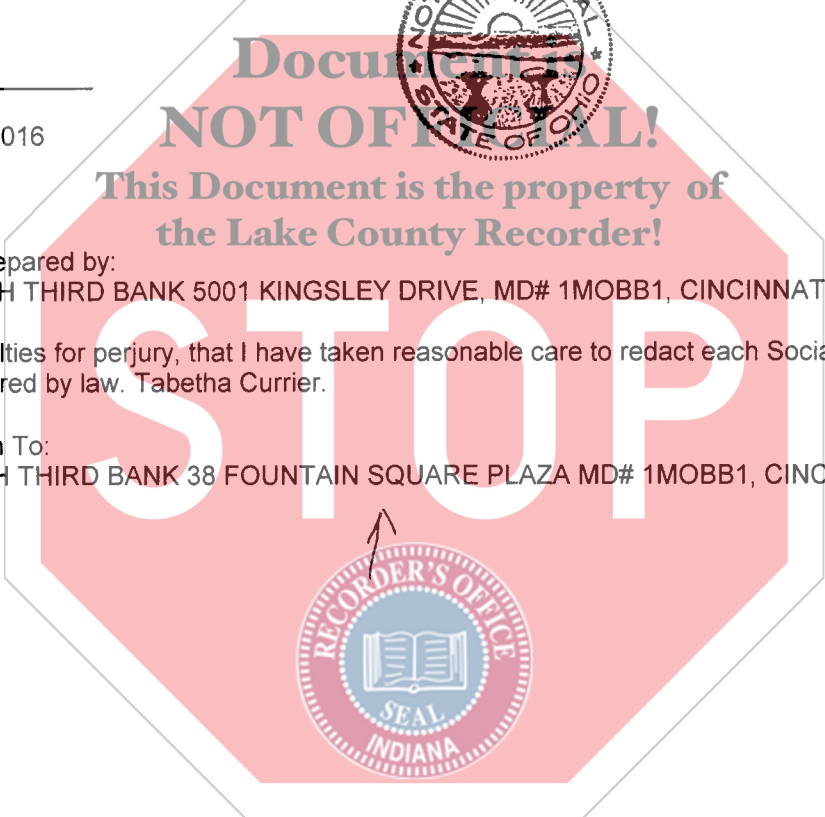 Document is
NOT OFFICIAL!
This Document is the property of
the Lake County Recorder!
STATE OF OHIO
016
epared by:
H THIRD BANK 5001 KINGSLEY DRIVE, MD# 1MOBB1, CINCINNAT
lties for perjury, that I have taken reasonable care to redact each Socia
red by law. Tabetha Currier.
STOP
To:
H THIRD BANK 38 FOUNTAIN SQUARE PLAZA MD# 1MOBB1, CINC
RECORDER'S OFFICE
SEAL
INDIANA